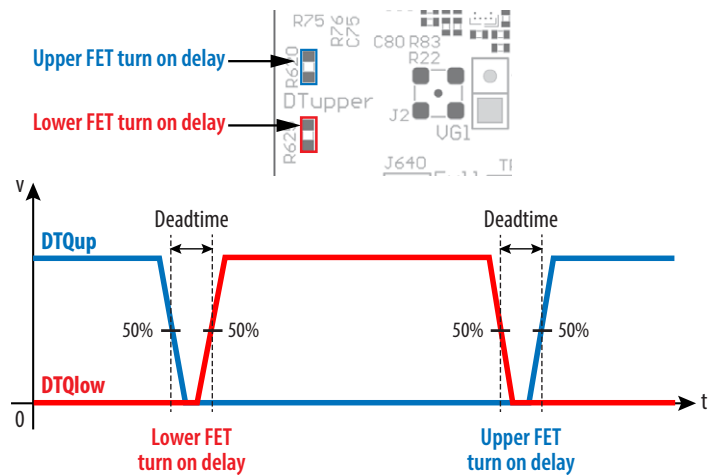 R75
R76
C75
C80 R83
R22
Upper FET turn on delay
R620
DTupper
J2
VG1
Lower FET turn on delay
J640
V
Deadtime
Deadtime
DTQup
50%
50%
50%
50%
DTQlow
0
t
Lower FET
turn on delay
Upper FET
turn on delay